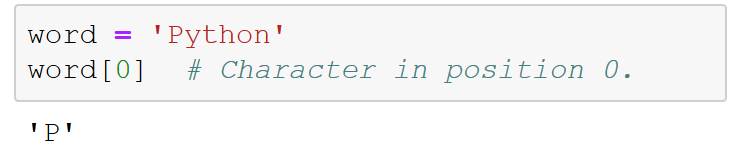 word = 'Python'
word[0]  # Character in position 0.
'P'